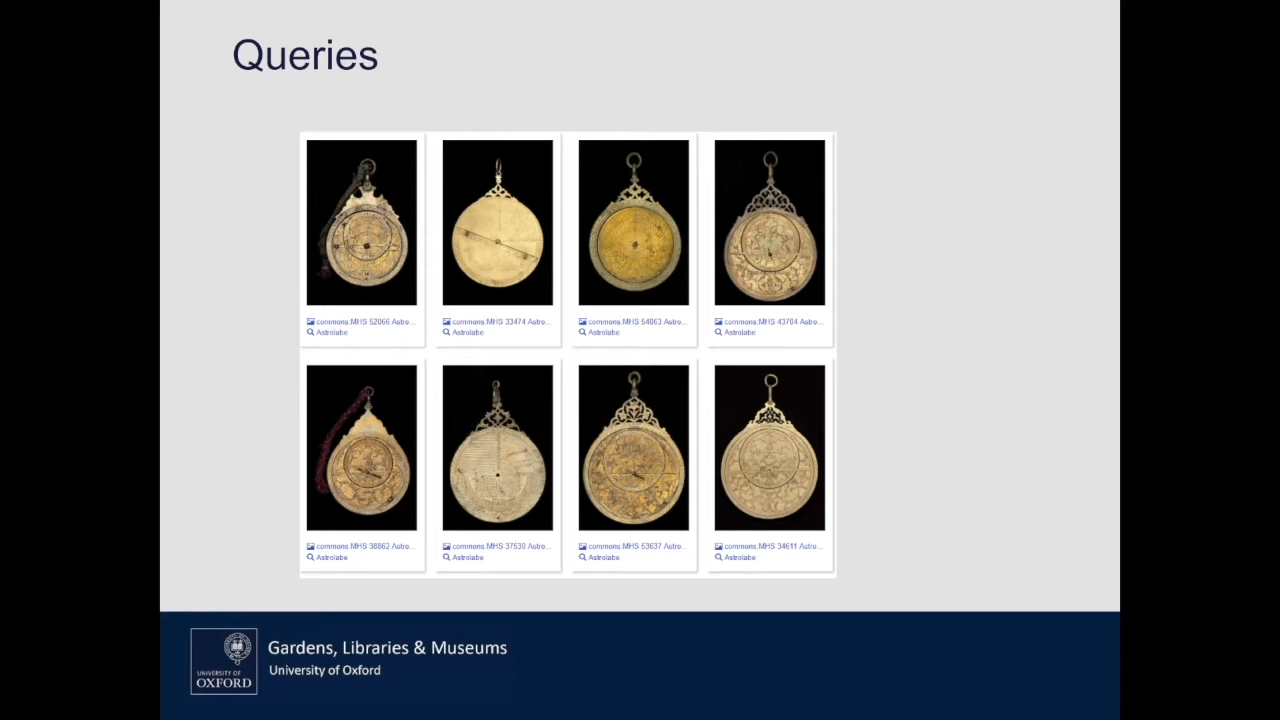 Queries
commons:MHS 52066 Astro...
Astrolabe
commons:MHS 33474 Astro...
Astrolabe
commons:MHS 54063 Astro...
Astrolabe
commons:MHS 43704 Astro...
Astrolabe
commons:MHS 38862 Astro...
Astrolabe
commons:MHS 37530 Astro...
Astrolabe
commons:MHS 53637 Astro...
Astrolabe
commons:MHS 34611 Astro...
Astrolabe
UNIVERSITY OF
OXFORD
Gardens, Libraries & Museums
University of Oxford